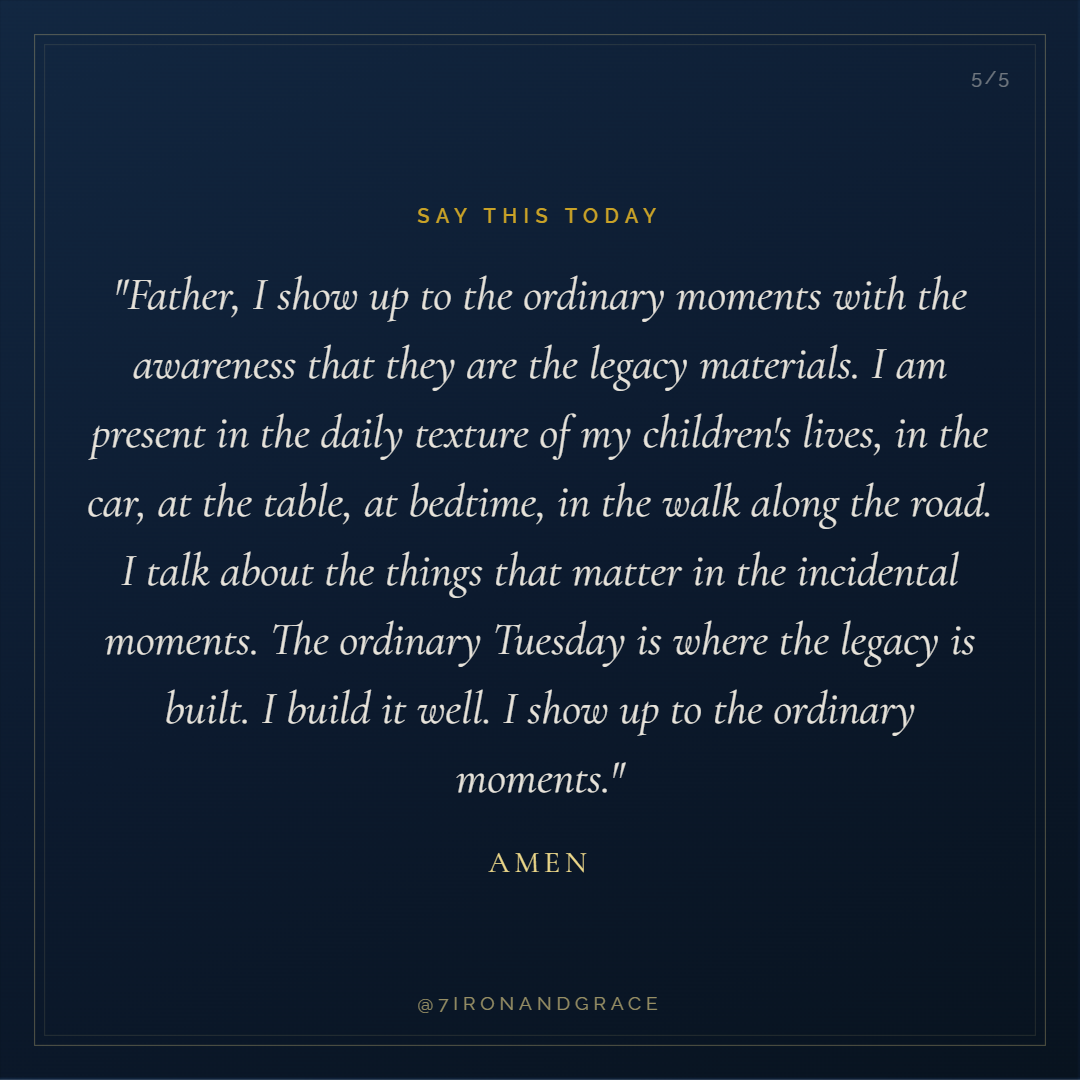 5/5
SAY THIS TODAY
"Father, I show up to the ordinary moments with the
awareness that they are the legacy materials. I am
present in the daily texture of my children's lives, in the
car, at the table, at bedtime, in the walk along the road.
I talk about the things that matter in the incidental
moments. The ordinary Tuesday is where the legacy is
built. I build it well. I show up to the ordinary
moments."
AMEN
@7IRONANDGRACE